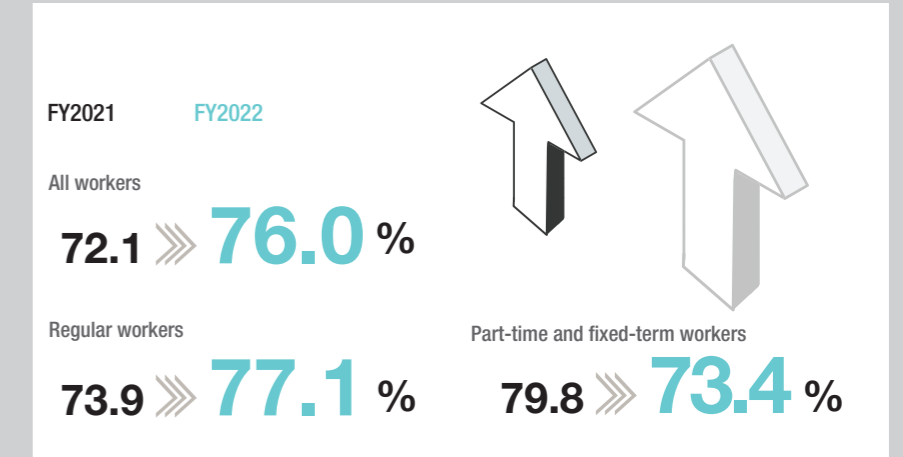 FY2021 FY2022
All workers
72.1 76.0 %
Regular workers
73.9 77.1 %
Part-time and fixed-term workers
79.8 73.4 %